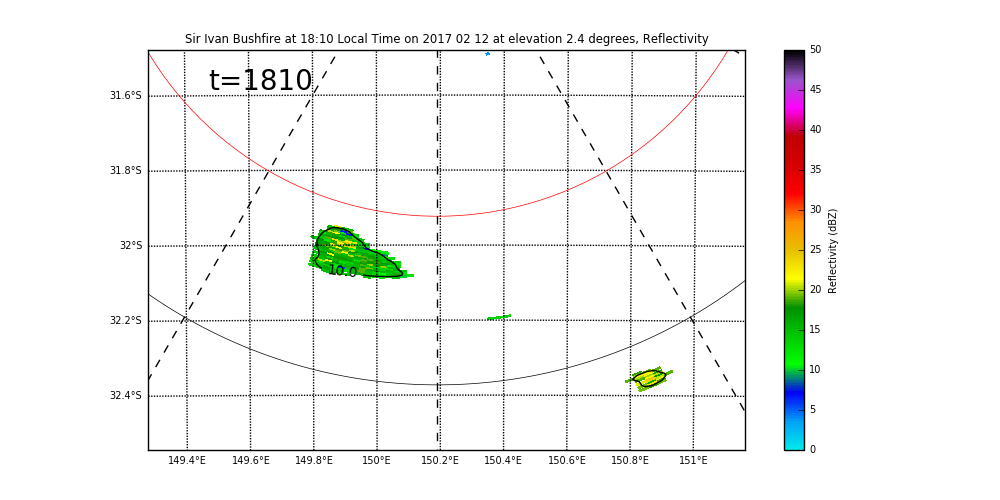 Sir Ivan Bushfire at 18:10 Local Time on 2017 02 12 at elevation 2.4 degrees, Reflectivity
t=1810
31.6°S
31.8°S
32°S
32.2°S
32.4°S
10.0
149.4°E 149.6°E 149.8°E 150°E 150.2°E 150.4°E 150.6°E 150.8°E 151°E
50
45
40
35
30
25
20
15
10
5
0
Reflectivity (dBZ)